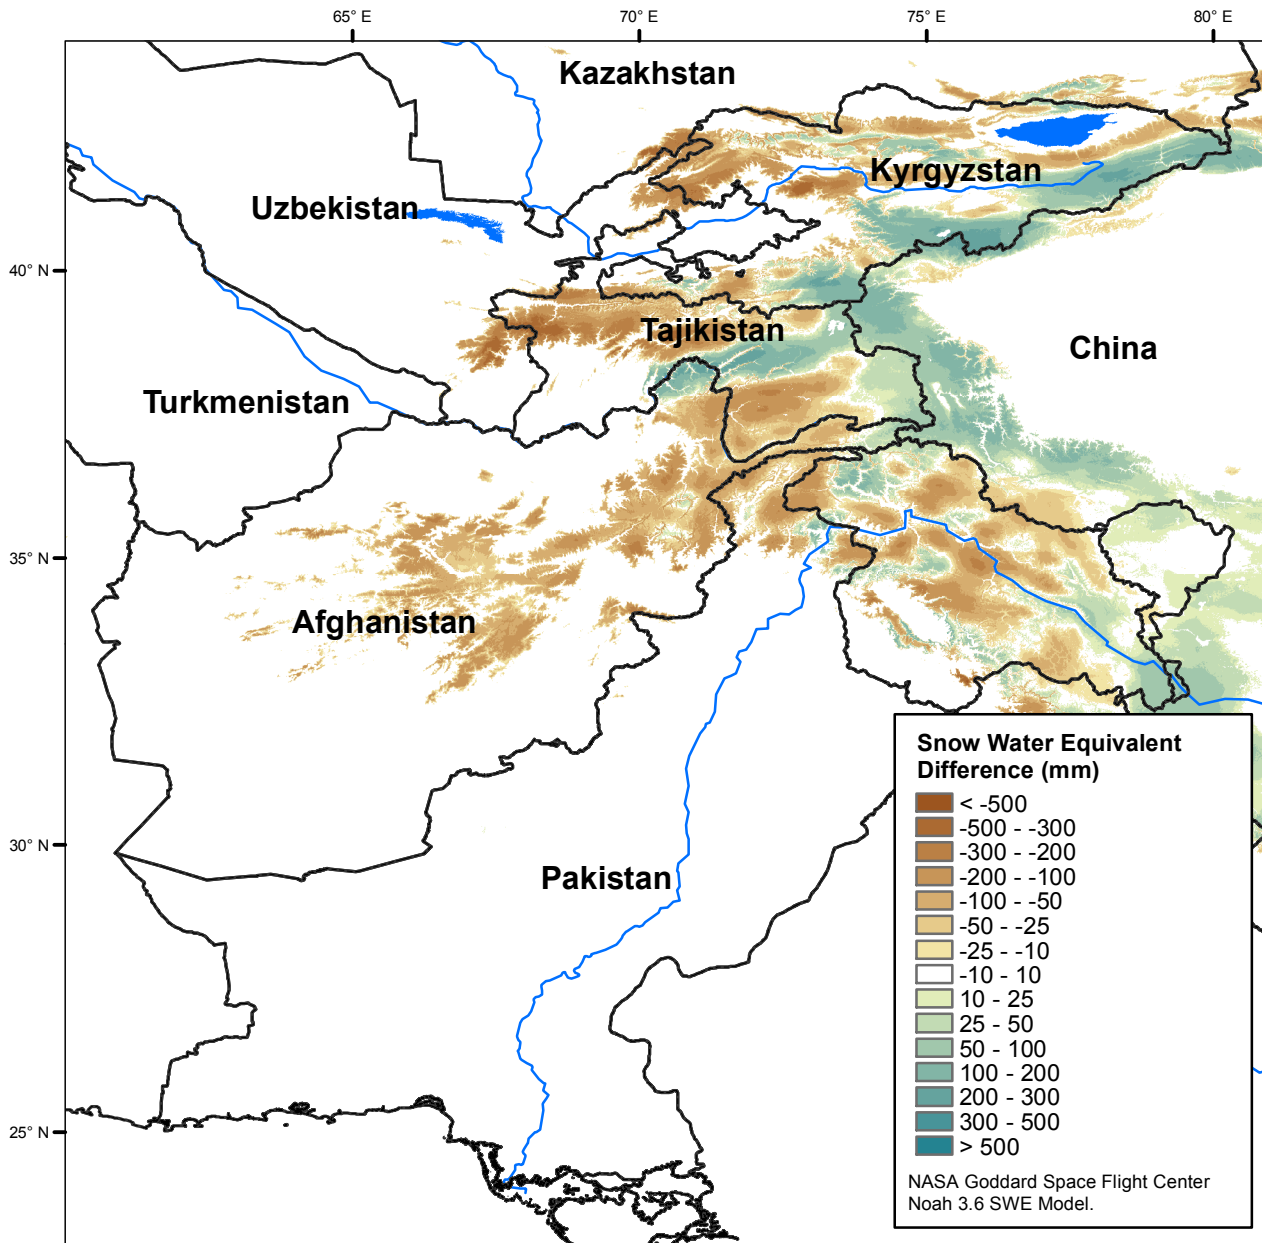 65° E
70° E
75° E
80° E
Kazakhstan
Kyrgyzstan
Uzbekistan
40° N
Tajikistan
China
Turkmenistan
35° N
Afghanistan
Snow Water Equivalent
Difference (mm)
< -500
-500 - -300
-300 - -200
-200 - -100
-100 - -50
-50 - -25
-25 - -10
-10 - 10
10 - 25
25 - 50
50 - 100
100 - 200
200 - 300
300 - 500
> 500
NASA Goddard Space Flight Center
Noah 3.6 SWE Model.
30° N
Pakistan
25° N